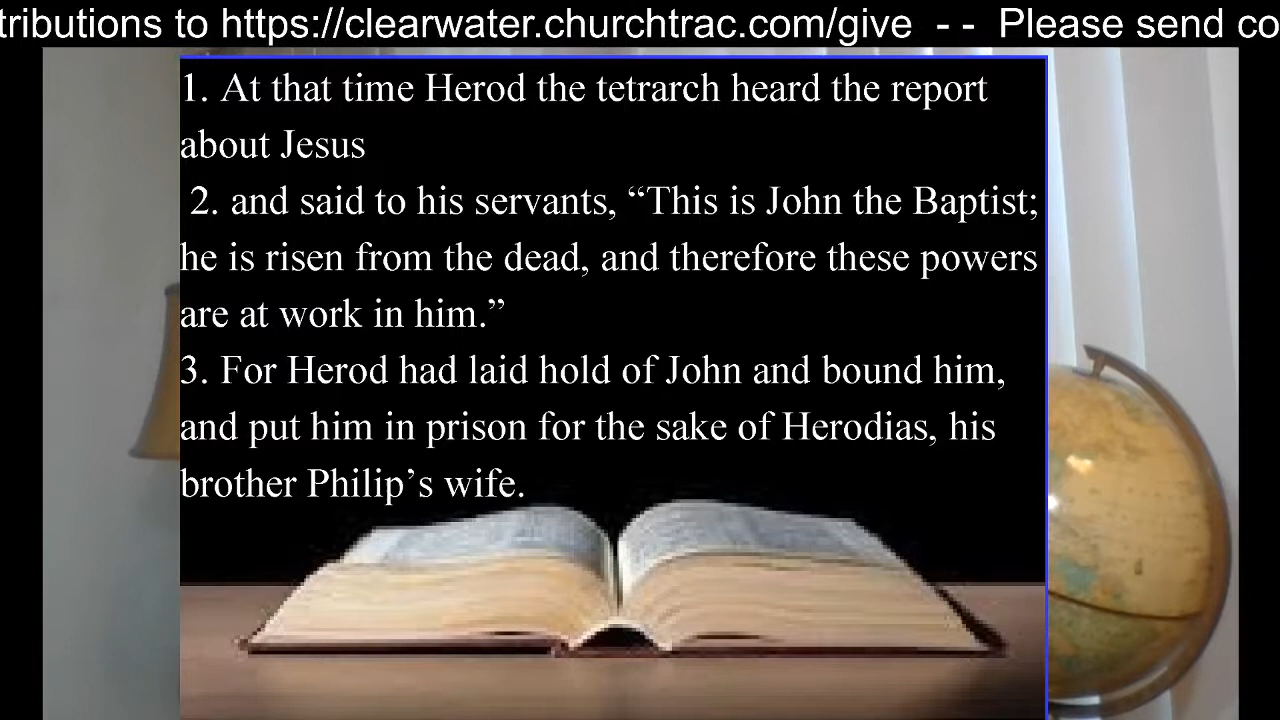 tributions to https://clearwater.churchtrac.com/give - - Please send co
1. At that time Herod the tetrarch heard the report
about Jesus
2. and said to his servants, “This is John the Baptist;
he is risen from the dead, and therefore these powers
are at work in him.”
3. For Herod had laid hold of John and bound him,
and put him in prison for the sake of Herodias, his
brother Philip’s wife.